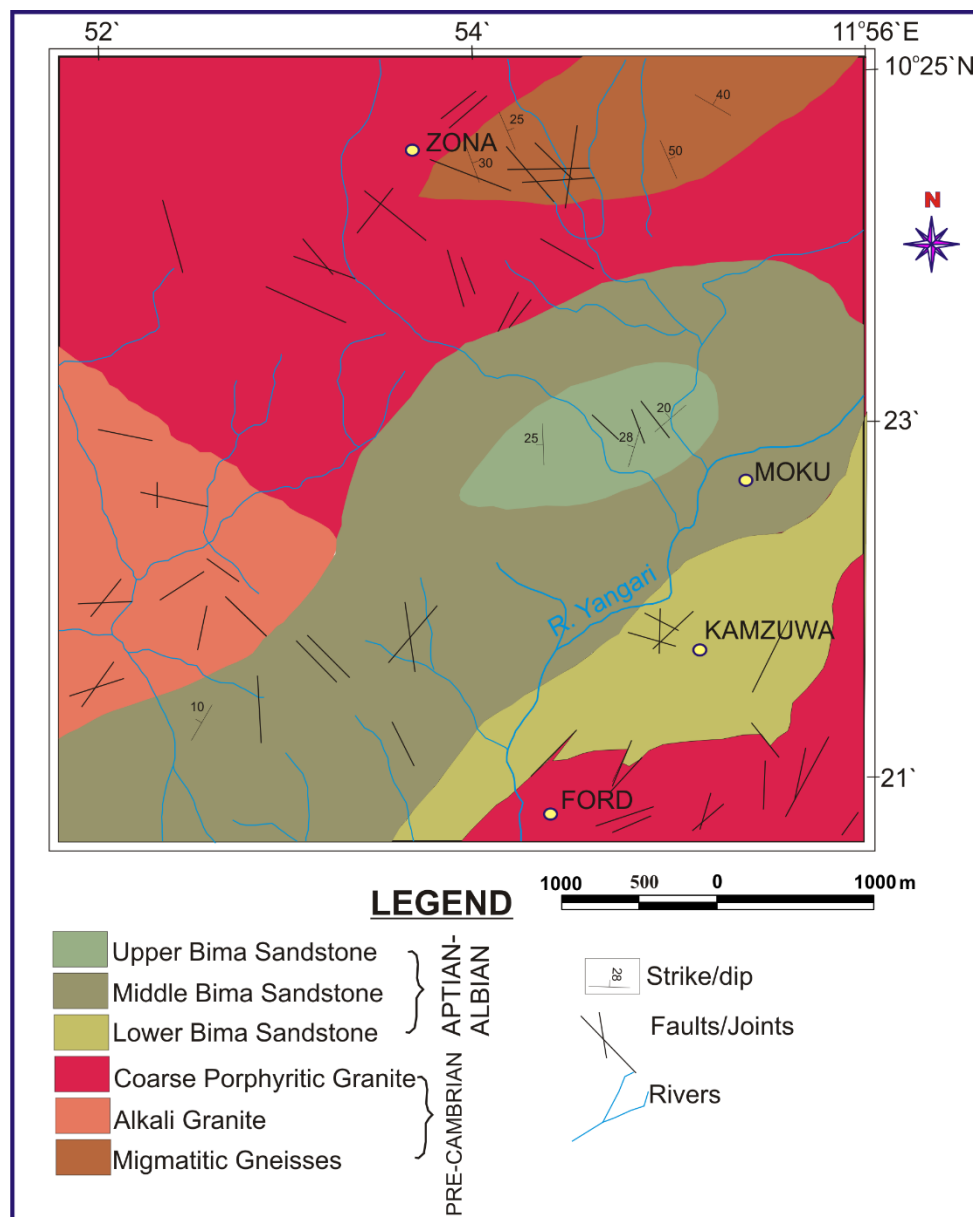 52` 54` 11°56`E
10°25`N
40
25
ZONA
30
50
N
20
25
28
23`
MOKU
R. Yangari
KAMZUWA
10
21`
FORD
1000 500 0 1000 m
LEGEND
Upper Bima Sandstone
Middle Bima Sandstone
Lower Bima Sandstone
APTIAN-
ALBIAN
Coarse Porphyritic Granite
Alkali Granite
Migmatitic Gneisses
PRE-CAMBRIAN
28
Strike/dip
Faults/Joints
Rivers